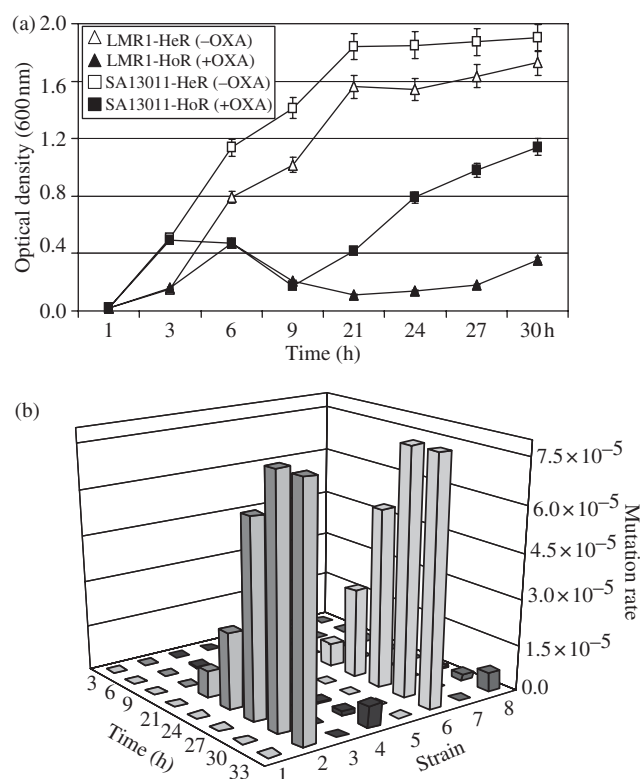 (a)
2.0
1.6
1.2
0.8
0.4
0.0
Optical density (600 nm)
LMR1-HeR (–OXA)
LMR1-HoR (+OXA)
SA13011-HeR (–OXA)
SA13011-HoR (+OXA)
1 3 6 9 21 24 27 30 h
Time (h)
(b)
7.5 × 10⁻⁵
6.0 × 10⁻⁵
4.5 × 10⁻⁵
3.0 × 10⁻⁵
1.5 × 10⁻⁵
0.0
Mutation rate
3 6 9 21 24 27 30 33
Time (h)
1 2 3 4 5 6 7 8
Strain